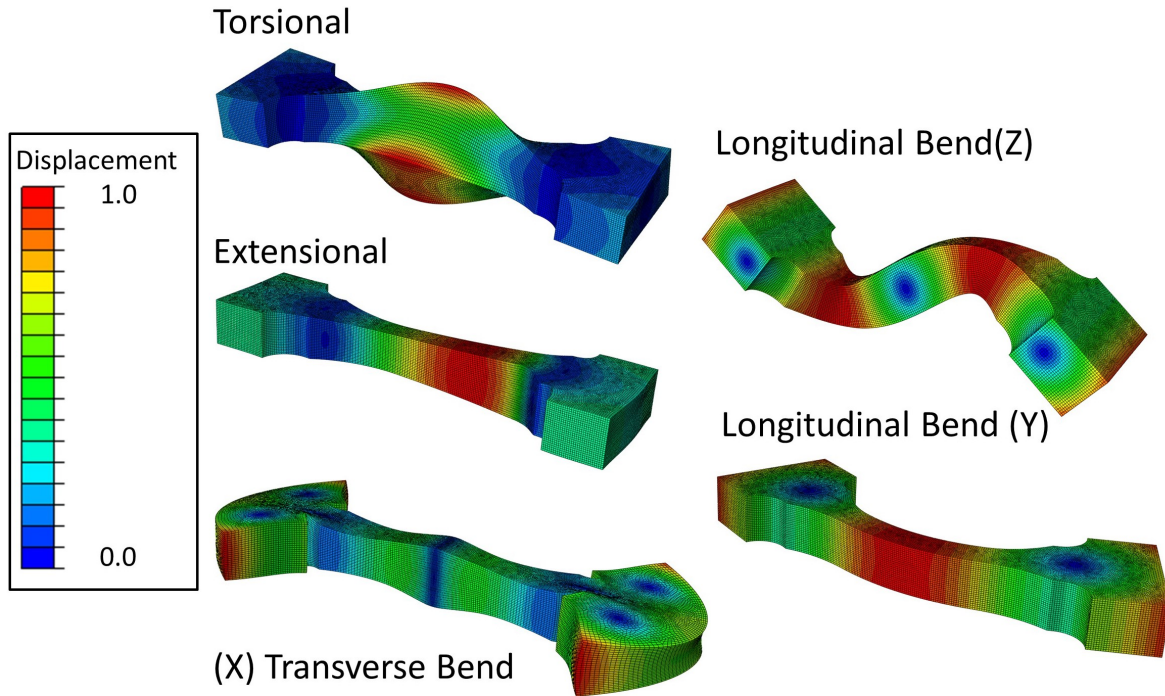 Torsional
Displacement
1.0
0.0
Extensional
(X) Transverse Bend
Longitudinal Bend(Z)
Longitudinal Bend (Y)